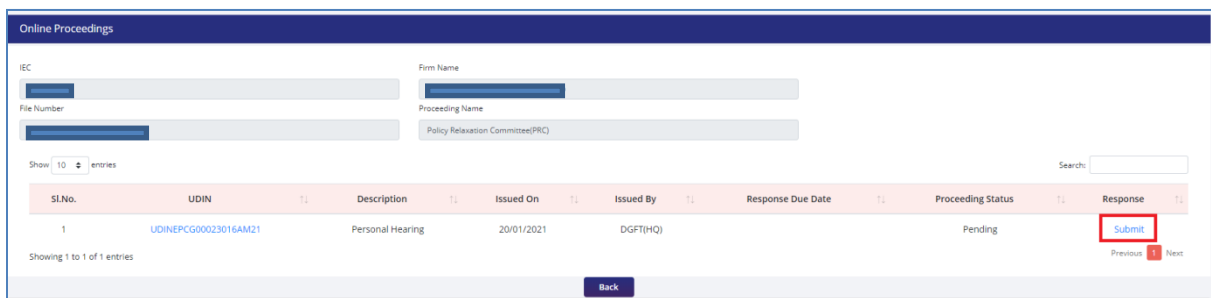 Online Proceedings
IEC Firm Name
File Number Proceeding Name
Policy Relaxation Committee(PRC)
Show 10 entries Search:
Sl.No. UDIN Description Issued On Issued By Response Due Date Proceeding Status Response
1 UDINEPCG00023016AM21 Personal Hearing 20/01/2021 DGFT(HQ) Pending Submit
Showing 1 to 1 of 1 entries Previous 1 Next
Back